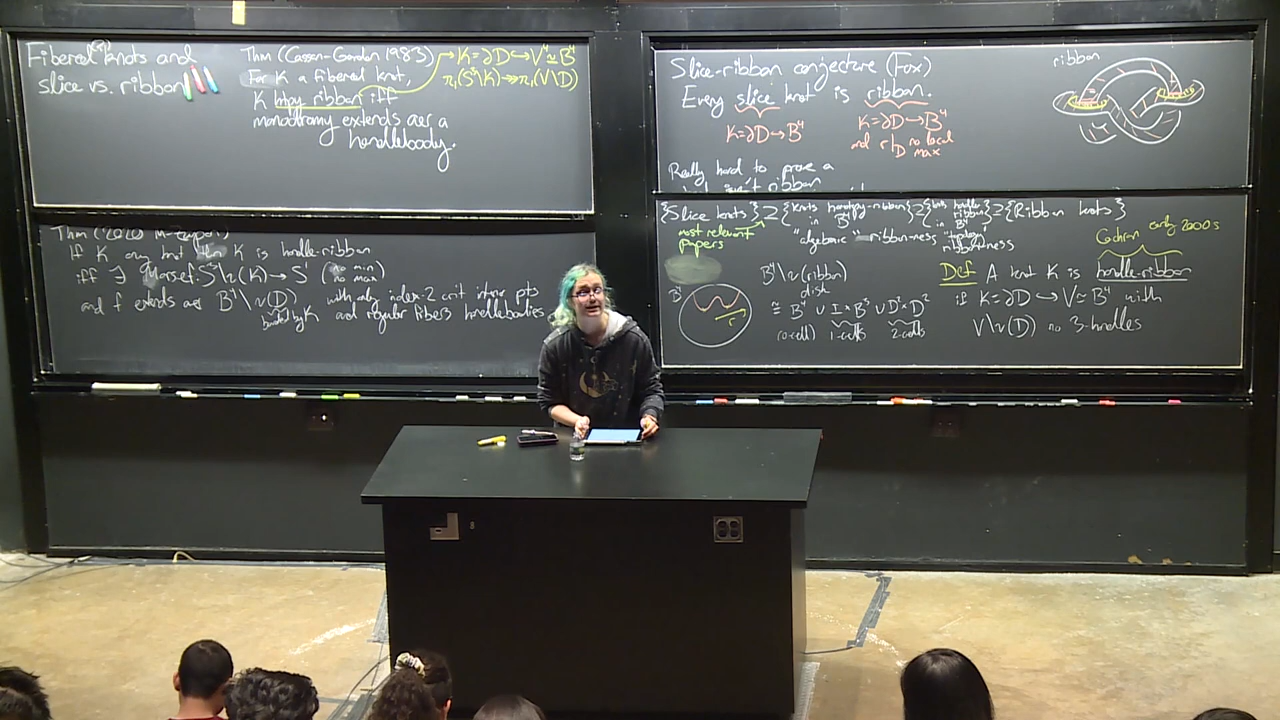 Fibered knots and
slice vs. ribbon
Thm (Casson-Gordon 1983)
For K a fibered knot,
K htpy ribbon iff
monodromy extends over a
handlebody.
K=∂D↪V⁴≃B⁴
π₁(S³\K)↠π₁(V\D)
Thm (2020
If K any knot then K is handle-ribbon
iff ∃ f Morse f: S³\ν(K)→S¹ (no min no max)
and f extends over B⁴\ν(D) with only index-2 crit interior pts
bounded by K and regular fibers handlebodies
Slice-ribbon conjecture (Fox)
Every slice knot is ribbon.
K=∂D↪B⁴
K=∂D↪B⁴
and r|D no local
max
ribbon
Really hard to prove a
isn't ribbon
{Slice knots}⊇{knots homotopy-ribbon in B⁴}⊇{knots handle ribbon in B⁴}⊇{Ribbon knots}
most relevant
papers
"algebraic" ribbon-ness
ribbonness
Cochran early 2000s
B⁴
r
B⁴\ν(ribbon disk)
≅ B⁴ ∪ I×B³ ∪ D²×D²
(0-cell) 1-cells 2-cells
Def A knot K is handle-ribbon
if K=∂D↪V≃B⁴ with
V\ν(D) no 3-handles